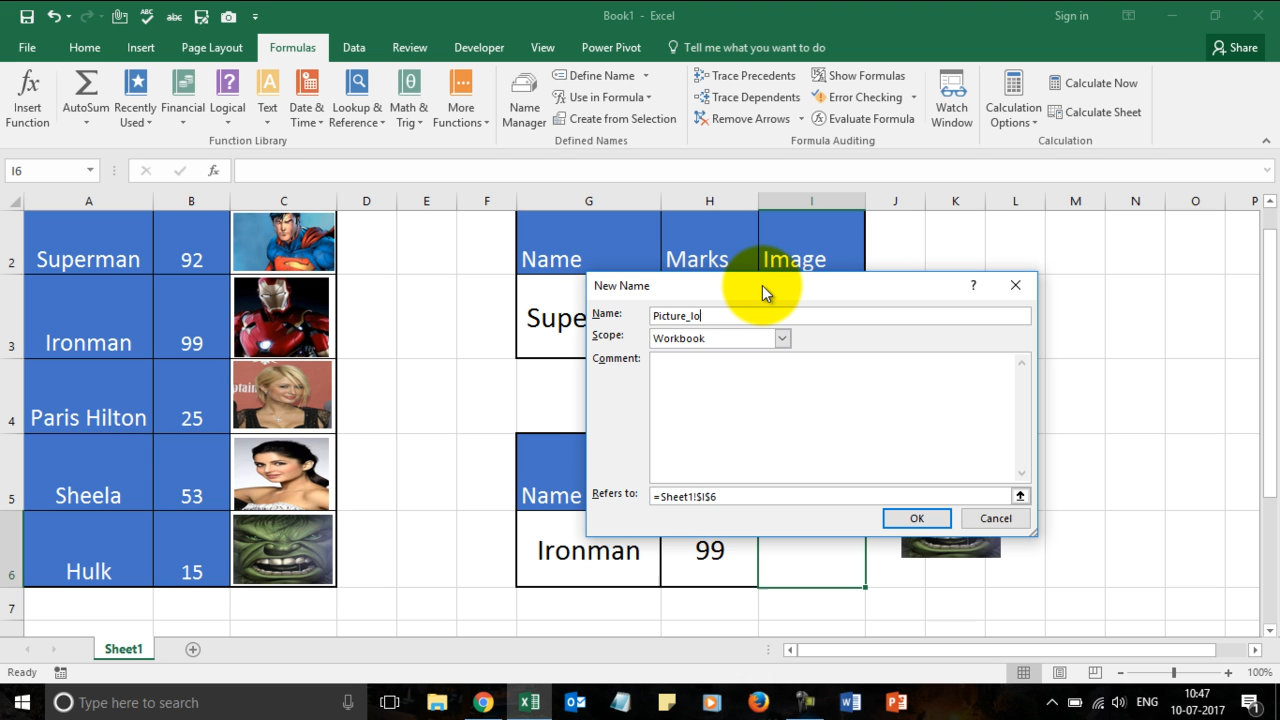 Book1 - Excel
Sign in
File
Home
Insert
Page Layout
Formulas
Data
Review
Developer
View
Power Pivot
Tell me what you want to do
Share
Insert Function
AutoSum
Recently Used
Financial
Logical
Text
Date & Time
Lookup & Reference
Math & Trig
More Functions
Function Library
Name Manager
Define Name
Use in Formula
Create from Selection
Defined Names
Trace Precedents
Trace Dependents
Remove Arrows
Show Formulas
Error Checking
Evaluate Formula
Formula Auditing
Watch Window
Calculation Options
Calculate Now
Calculate Sheet
Calculation
I6
fx
A B C D E F G H I J K L M N O P
2 Superman 92 Name Marks Image
3 Ironman 99 Supe
4 Paris Hilton 25
5 Sheela 53 Name
6 Hulk 15 Ironman 99
7
New Name
?
Name: Picture_lo
Scope: Workbook
Comment:
Refers to: =Sheet1!$I$6
OK
Cancel
Sheet1
Ready
100%
Type here to search
ENG
10:47
10-07-2017